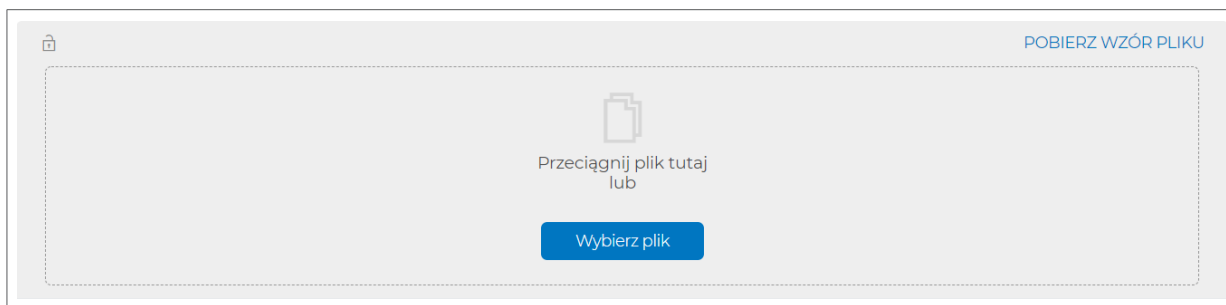 POBIERZ WZÓR PLIKU
Przeciągnij plik tutaj
lub
Wybierz plik